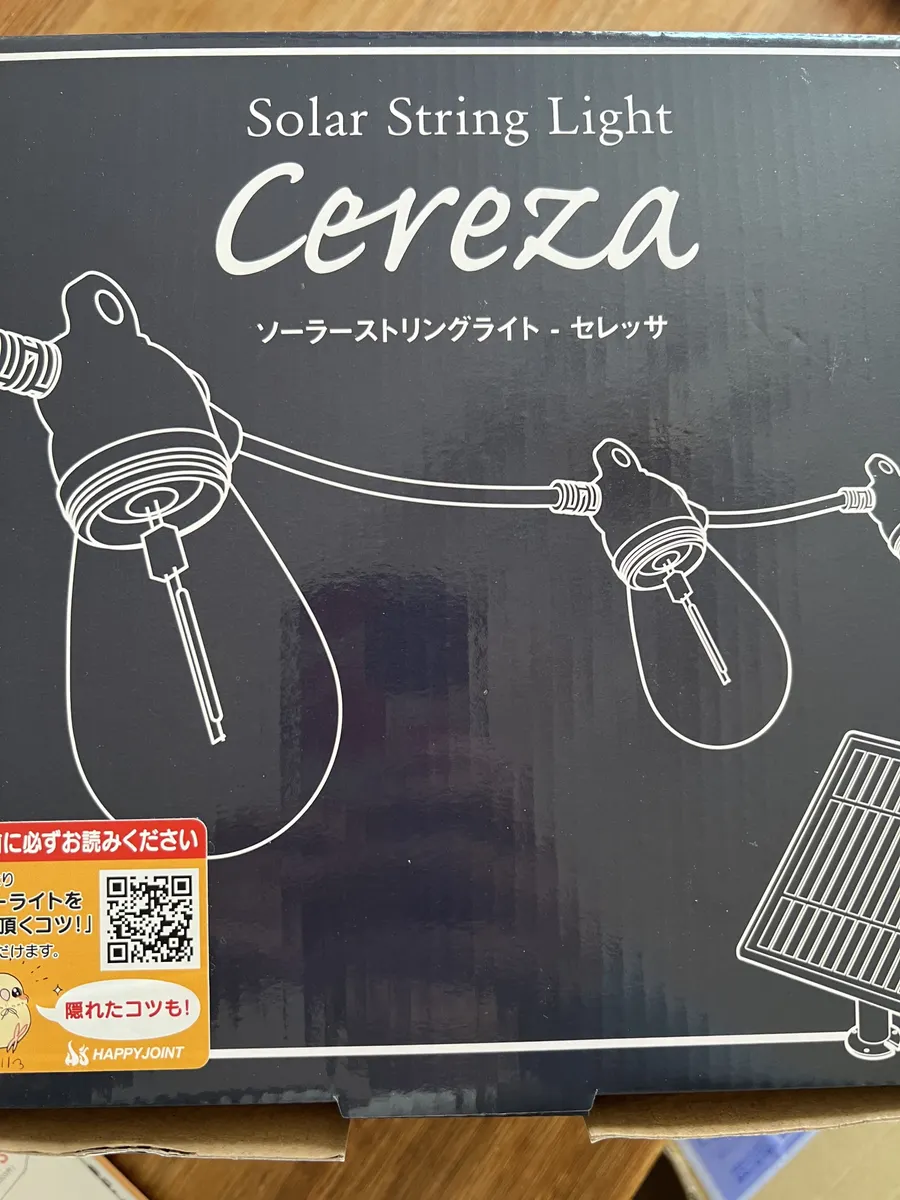 Solar String Light
Cereza
ソーラーストリングライト - セレッサ
に必ずお読みください
り
ーライトを
頂くコツ!」
だけます。
隠れたコツも!
HAPPYJOINT